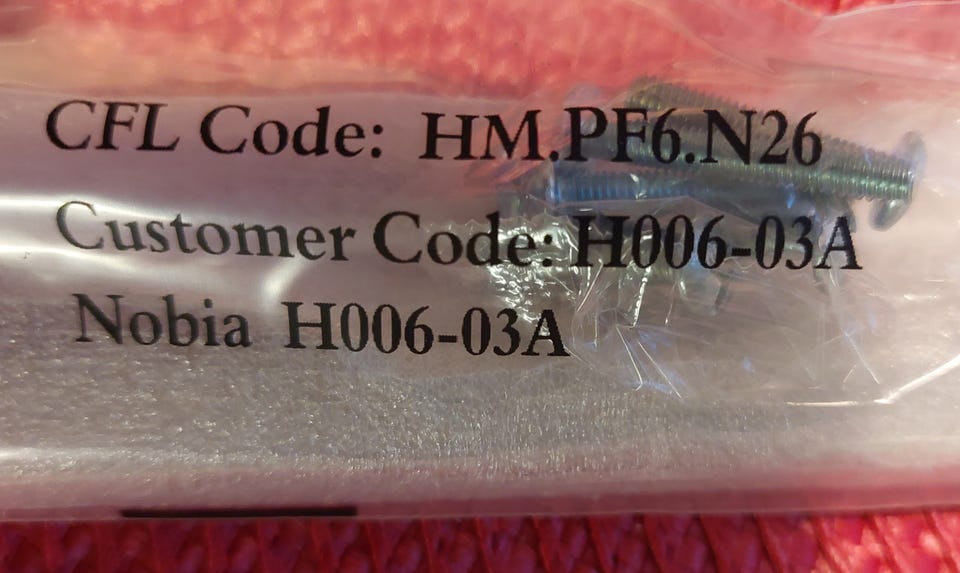 CFL Code: HM.PF6.N26
Customer Code: H006-03A
Nobia H006-03A